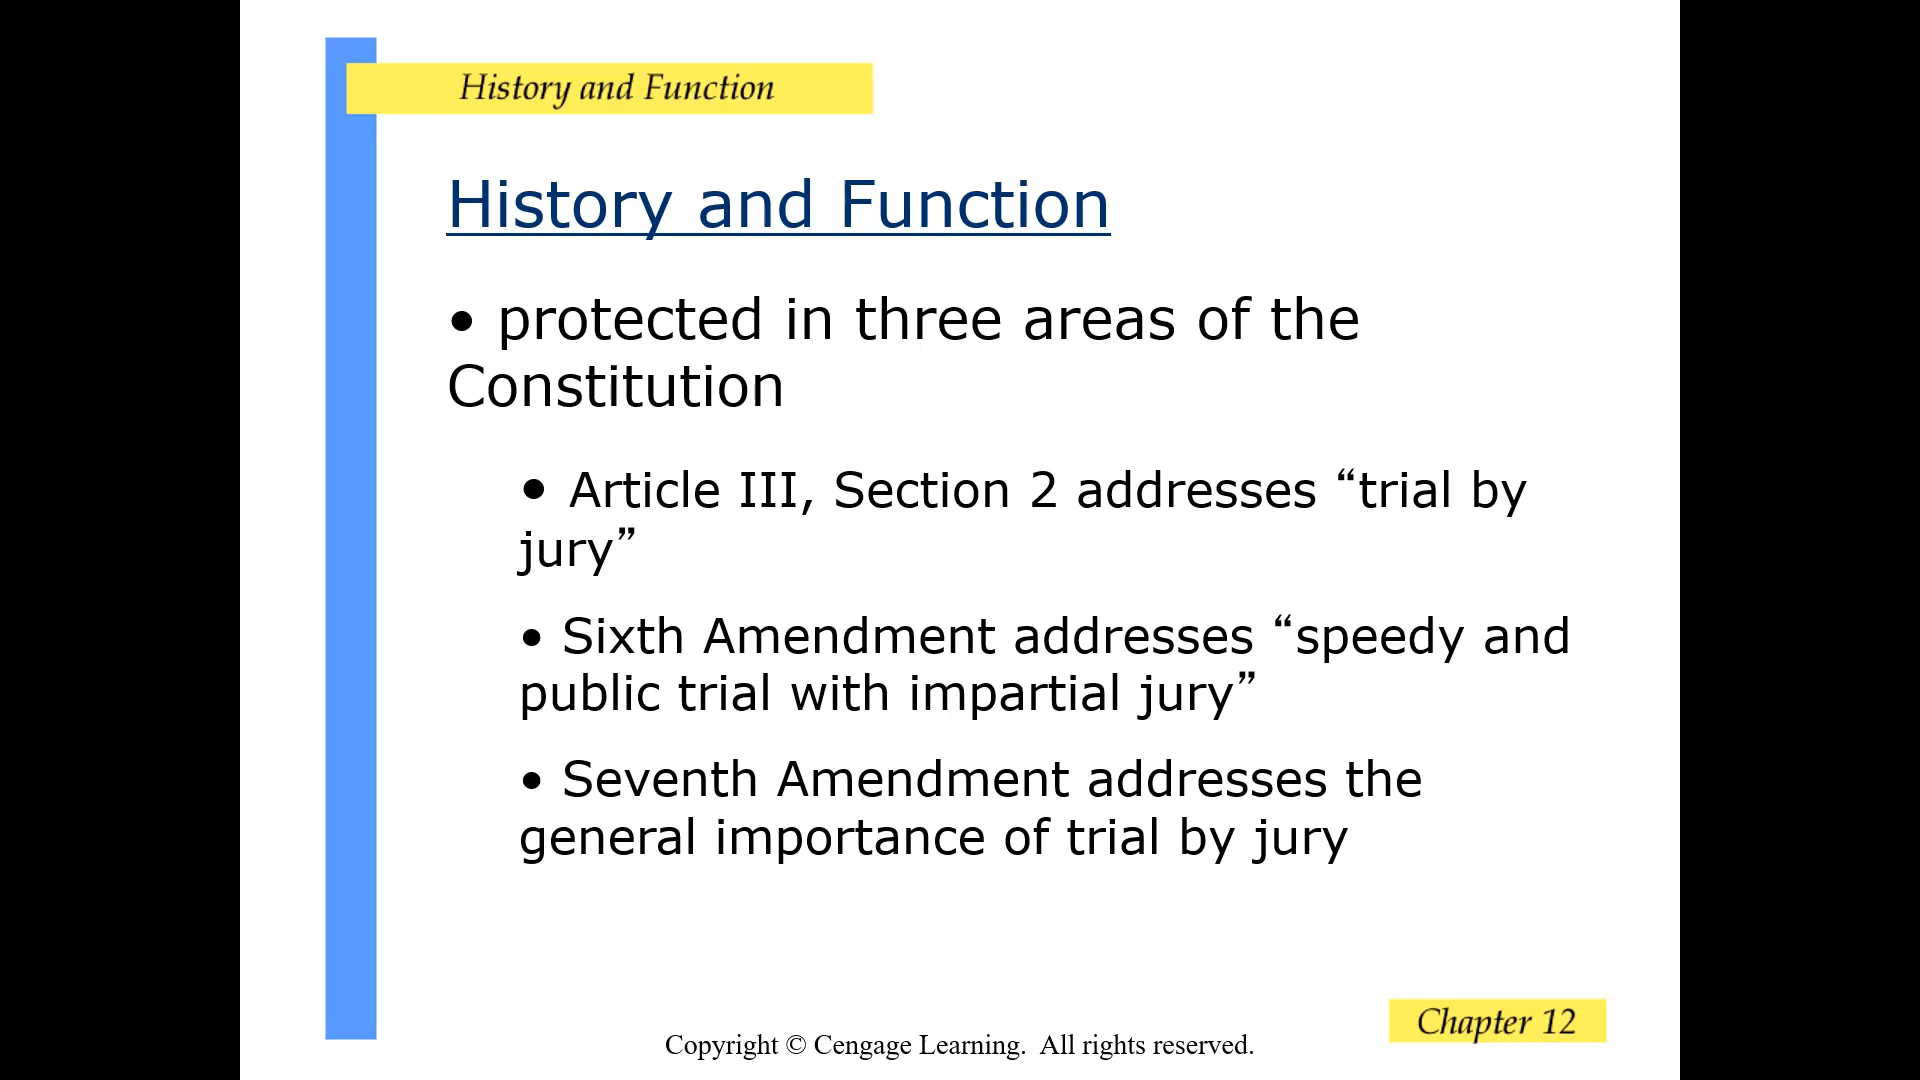 History and Function
History and Function
• protected in three areas of the
Constitution
• Article III, Section 2 addresses “trial by
jury”
• Sixth Amendment addresses “speedy and
public trial with impartial jury”
• Seventh Amendment addresses the
general importance of trial by jury
Chapter 12
Copyright © Cengage Learning.  All rights reserved.